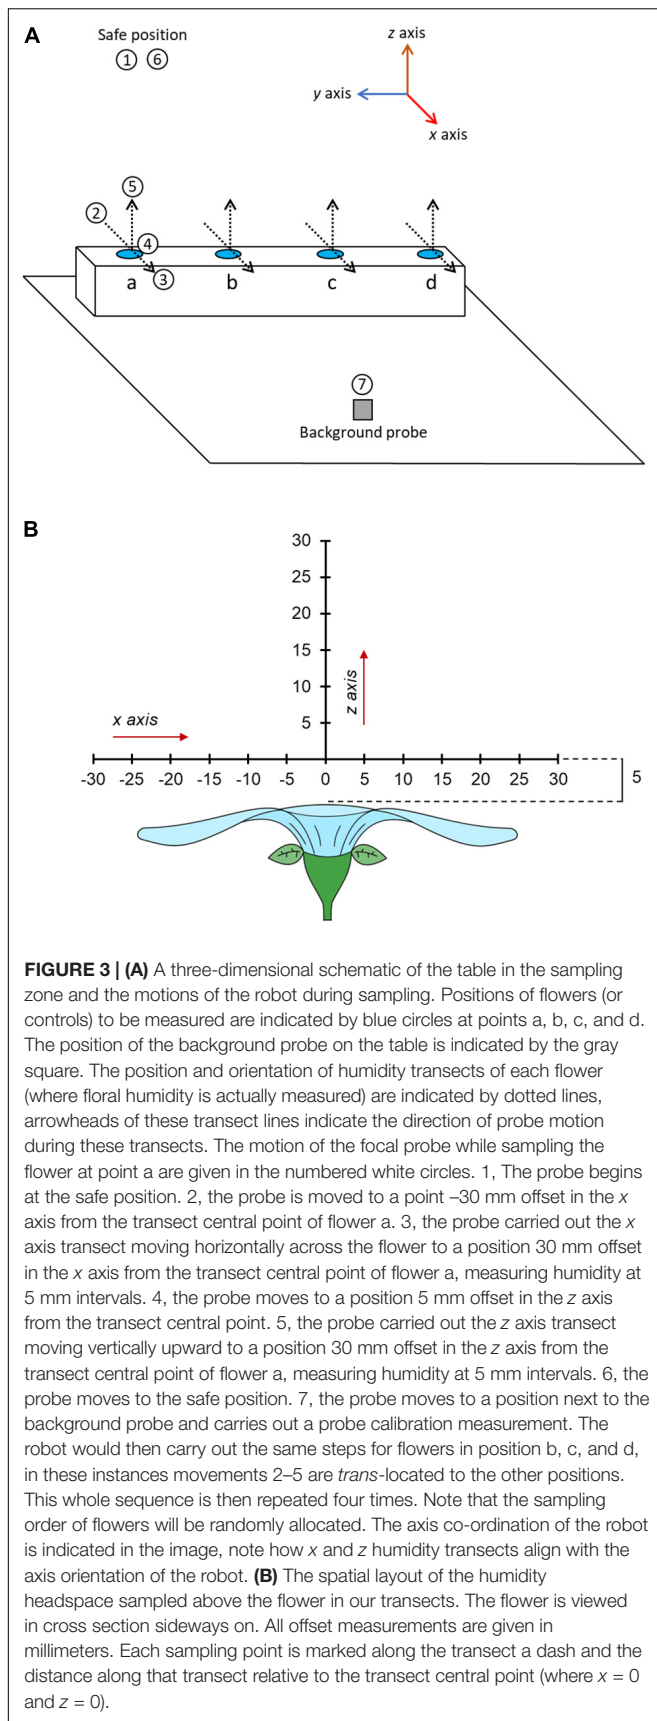 A
Safe position
1 6
z axis
y axis
x axis
5
2
4
3
a b c d
7
Background probe
B
30
25
20
15
10
5
z axis
x axis
-30 -25 -20 -15 -10 -5 0 5 10 15 20 25 30
5
FIGURE 3 | (A) A three-dimensional schematic of the table in the sampling
zone and the motions of the robot during sampling. Positions of flowers (or
controls) to be measured are indicated by blue circles at points a, b, c, and d.
The position of the background probe on the table is indicated by the gray
square. The position and orientation of humidity transects of each flower
(where floral humidity is actually measured) are indicated by dotted lines,
arrowheads of these transect lines indicate the direction of probe motion
during these transects. The motion of the focal probe while sampling the
flower at point a are given in the numbered white circles. 1, The probe begins
at the safe position. 2, the probe is moved to a point –30 mm offset in the x
axis from the transect central point of flower a. 3, the probe carried out the x
axis transect moving horizontally across the flower to a position 30 mm offset
in the x axis from the transect central point of flower a, measuring humidity at
5 mm intervals. 4, the probe moves to a position 5 mm offset in the z axis
from the transect central point. 5, the probe carried out the z axis transect
moving vertically upward to a position 30 mm offset in the z axis from the
transect central point of flower a, measuring humidity at 5 mm intervals. 6, the
probe moves to the safe position. 7, the probe moves to a position next to the
background probe and carries out a probe calibration measurement. The
robot would then carry out the same steps for flowers in position b, c, and d,
in these instances movements 2–5 are trans-located to the other positions.
This whole sequence is then repeated four times. Note that the sampling
order of flowers will be randomly allocated. The axis co-ordination of the robot
is indicated in the image, note how x and z humidity transects align with the
axis orientation of the robot. (B) The spatial layout of the humidity
headspace sampled above the flower in our transects. The flower is viewed
in cross section sideways on. All offset measurements are given in
millimeters. Each sampling point is marked along the transect a dash and the
distance along that transect relative to the transect central point (where x = 0
and z = 0).